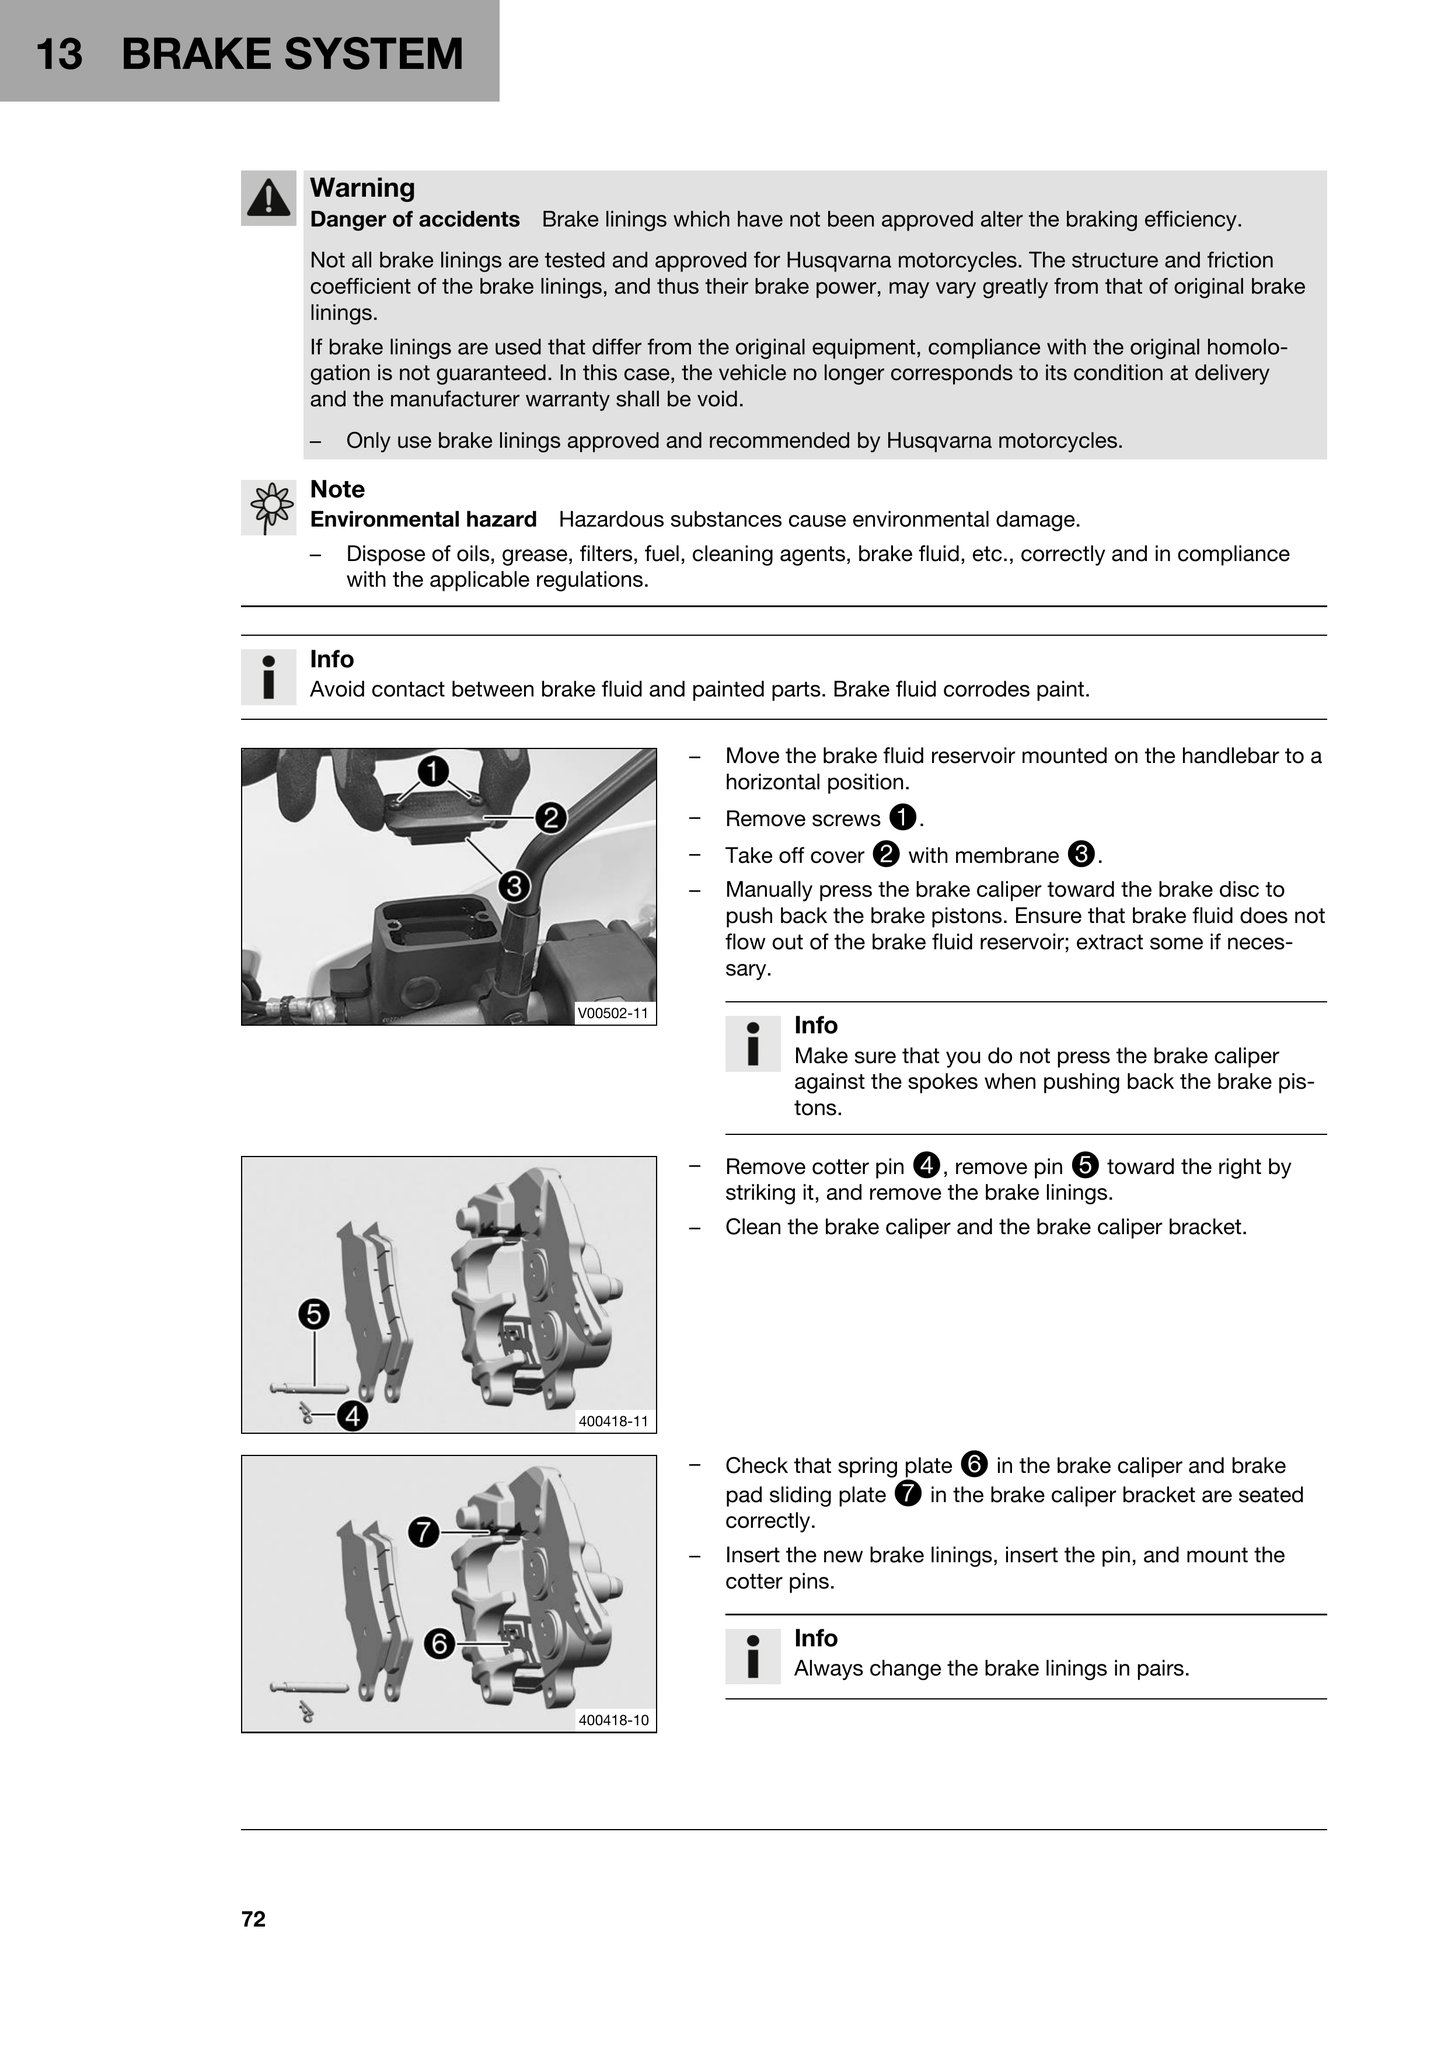 13 BRAKE SYSTEM
Warning
Danger of accidents Brake linings which have not been approved alter the braking efficiency.
Not all brake linings are tested and approved for Husqvarna motorcycles. The structure and friction
coefficient of the brake linings, and thus their brake power, may vary greatly from that of original brake
linings.
If brake linings are used that differ from the original equipment, compliance with the original homolo-
gation is not guaranteed. In this case, the vehicle no longer corresponds to its condition at delivery
and the manufacturer warranty shall be void.
– Only use brake linings approved and recommended by Husqvarna motorcycles.
Note
Environmental hazard Hazardous substances cause environmental damage.
– Dispose of oils, grease, filters, fuel, cleaning agents, brake fluid, etc., correctly and in compliance
with the applicable regulations.
Info
Avoid contact between brake fluid and painted parts. Brake fluid corrodes paint.
1
2
3
V00502-11
– Move the brake fluid reservoir mounted on the handlebar to a
horizontal position.
– Remove screws 1.
– Take off cover 2 with membrane 3.
– Manually press the brake caliper toward the brake disc to
push back the brake pistons. Ensure that brake fluid does not
flow out of the brake fluid reservoir; extract some if neces-
sary.
Info
Make sure that you do not press the brake caliper
against the spokes when pushing back the brake pis-
tons.
5
4
400418-11
– Remove cotter pin 4, remove pin 5 toward the right by
striking it, and remove the brake linings.
– Clean the brake caliper and the brake caliper bracket.
7
6
400418-10
– Check that spring plate 6 in the brake caliper and brake
pad sliding plate 7 in the brake caliper bracket are seated
correctly.
– Insert the new brake linings, insert the pin, and mount the
cotter pins.
Info
Always change the brake linings in pairs.
72